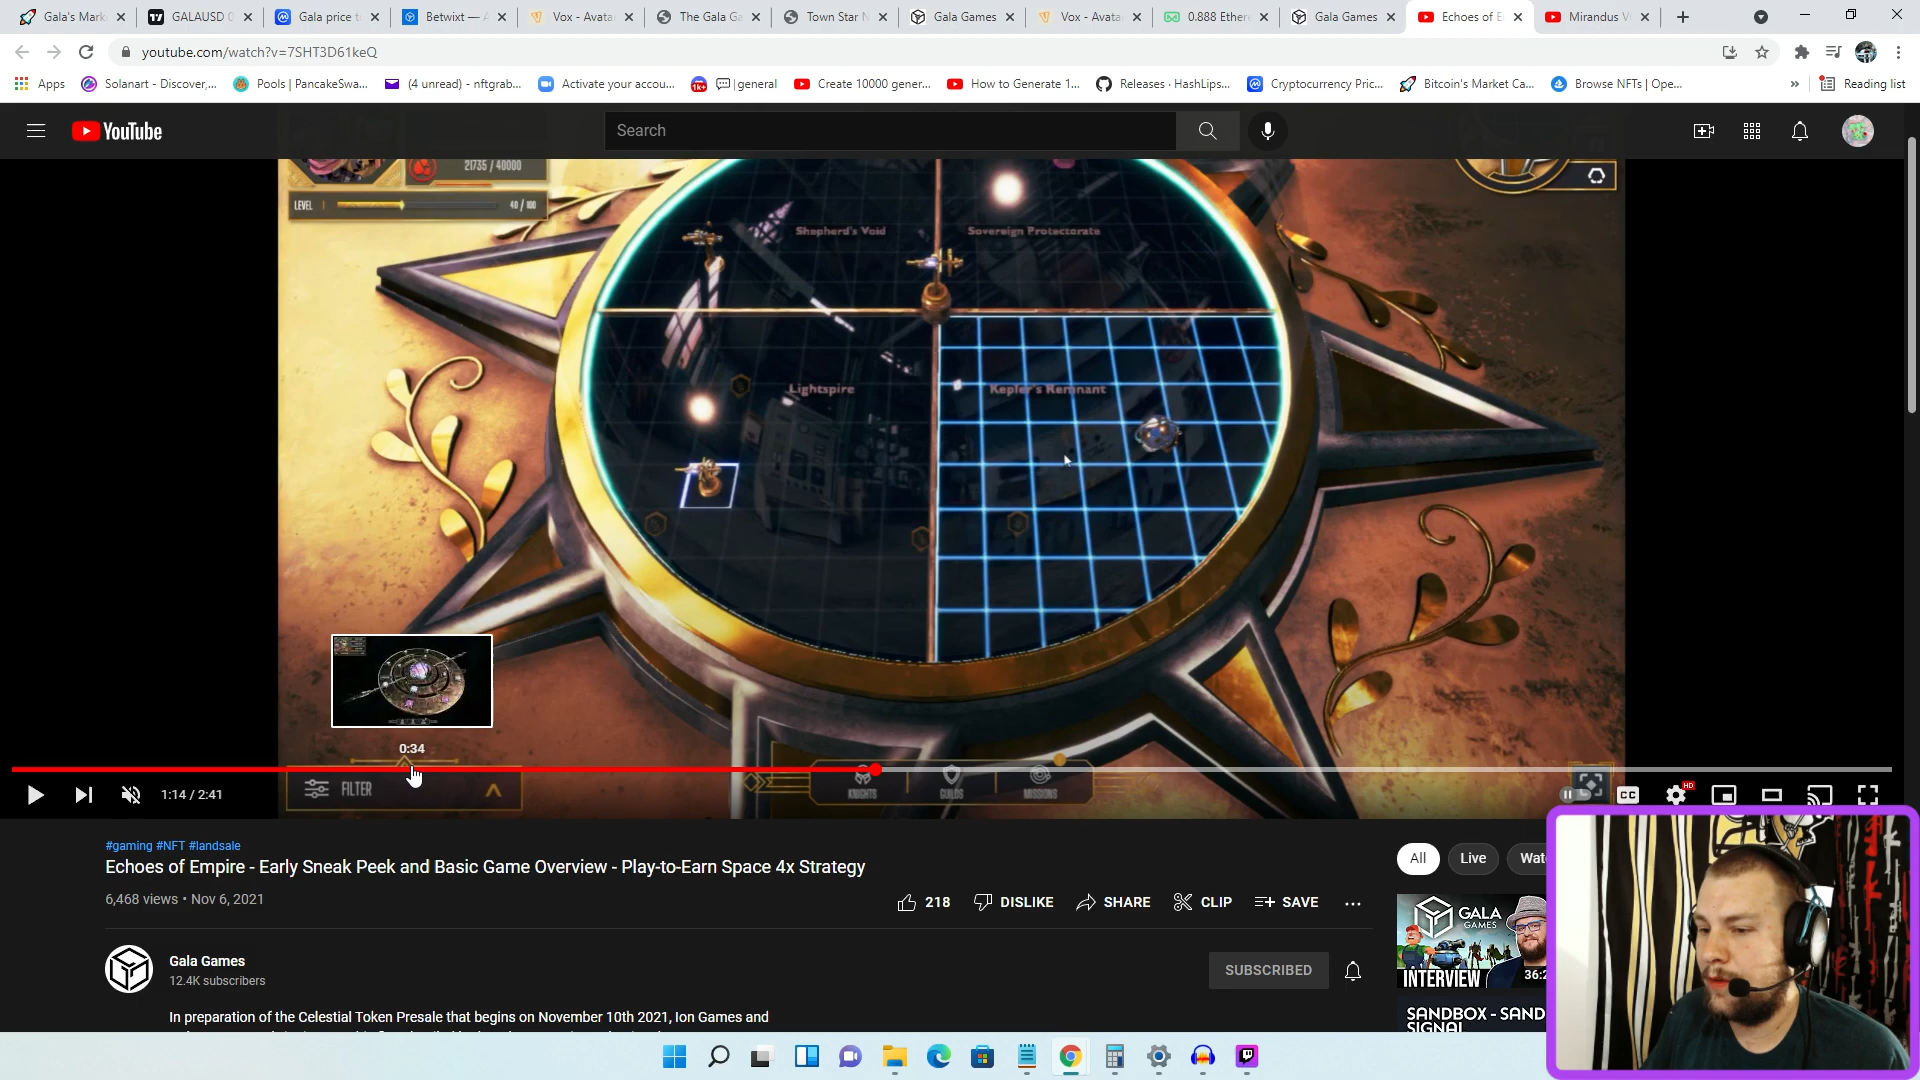 Gala's Mark
GALAUSD 0
Gala price t
Betwixt — A
Vox - Avata
The Gala Ga
Town Star N
Gala Games
Vox - Avata
0.888 Ether
Gala Games
Echoes of E
Mirandus V
youtube.com/watch?v=7SHT3D61keQ
Apps
Solanart - Discover,...
Pools | PancakeSwa...
(4 unread) - nftgrab...
Activate your accou...
1k+
|general
Create 10000 gener...
How to Generate 1...
Releases · HashLips...
Cryptocurrency Pric...
Bitcoin's Market Ca...
Browse NFTs | Ope...
»
Reading list
YouTube
Search
21735 / 40000
LEVEL
40 / 100
Shepherd's Void
Sovereign Protectorate
Lightspire
Kepler's Remnant
0:34
FILTER
KNIGHTS
GUILDS
MISSIONS
1:14 / 2:41
CC
HD
#gaming #NFT #landsale
Echoes of Empire - Early Sneak Peek and Basic Game Overview - Play-to-Earn Space 4x Strategy
6,468 views • Nov 6, 2021
218
DISLIKE
SHARE
CLIP
SAVE
...
All
Live
Wat
GALA
GAMES
INTERVIEW
36:2
SANDBOX - SAND
SIGNAL
Gala Games
12.4K subscribers
SUBSCRIBED
In preparation of the Celestial Token Presale that begins on November 10th 2021, Ion Games and